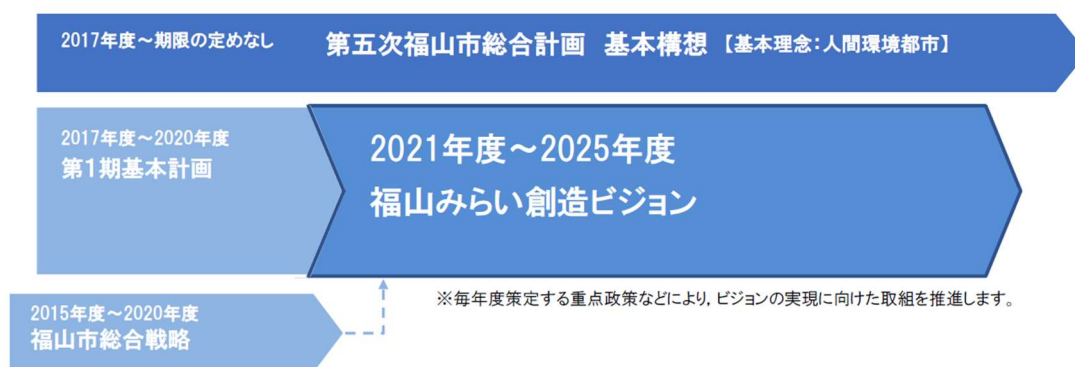 2017年度～期限の定めなし 第五次福山市総合計画 基本構想 【基本理念：人間環境都市】
2017年度～2020年度
第1期基本計画
2021年度～2025年度
福山みらい創造ビジョン
※毎年度策定する重点政策などにより，ビジョンの実現に向けた取組を推進します。
2015年度～2020年度
福山市総合戦略